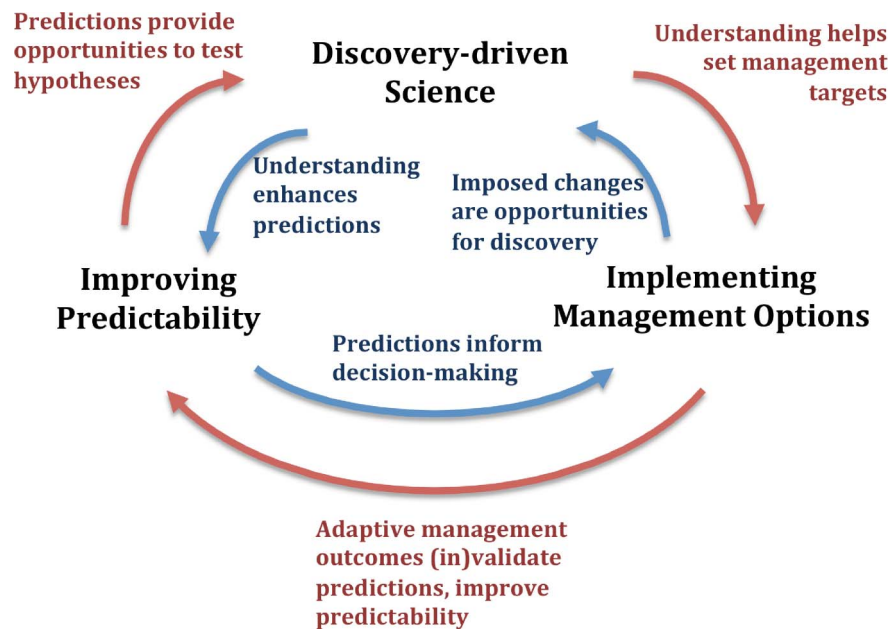 Predictions provide
opportunities to test
hypotheses
Discovery-driven
Science
Understanding helps
set management
targets
Understanding
enhances
predictions
Imposed changes
are opportunities
for discovery
Improving
Predictability
Implementing
Management Options
Predictions inform
decision-making
Adaptive management
outcomes (in)validate
predictions, improve
predictability